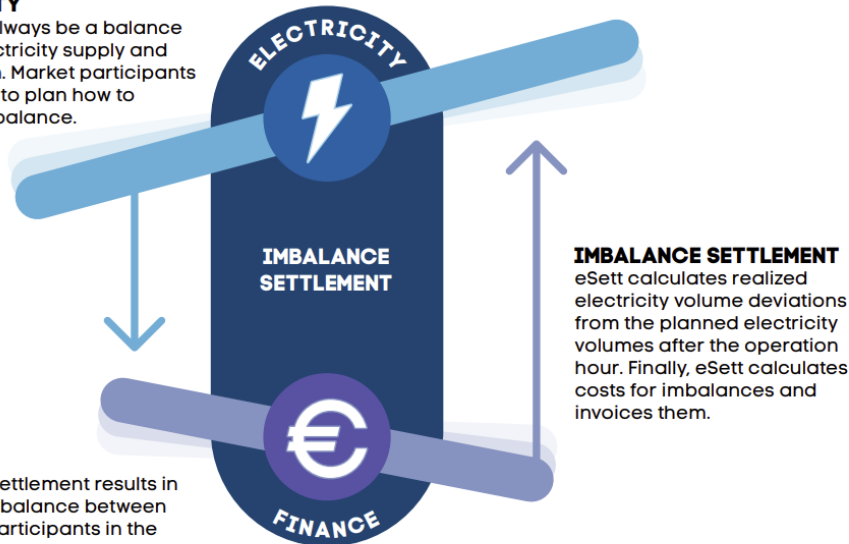 TY
lways be a balance
ctricity supply and
. Market participants
to plan how to
balance.
ELECTRICITY
IMBALANCE
SETTLEMENT
IMBALANCE SETTLEMENT
eSett calculates realized
electricity volume deviations
from the planned electricity
volumes after the operation
hour. Finally, eSett calculates
costs for imbalances and
invoices them.
€
ettlement results in
balance between
articipants in the
FINANCE